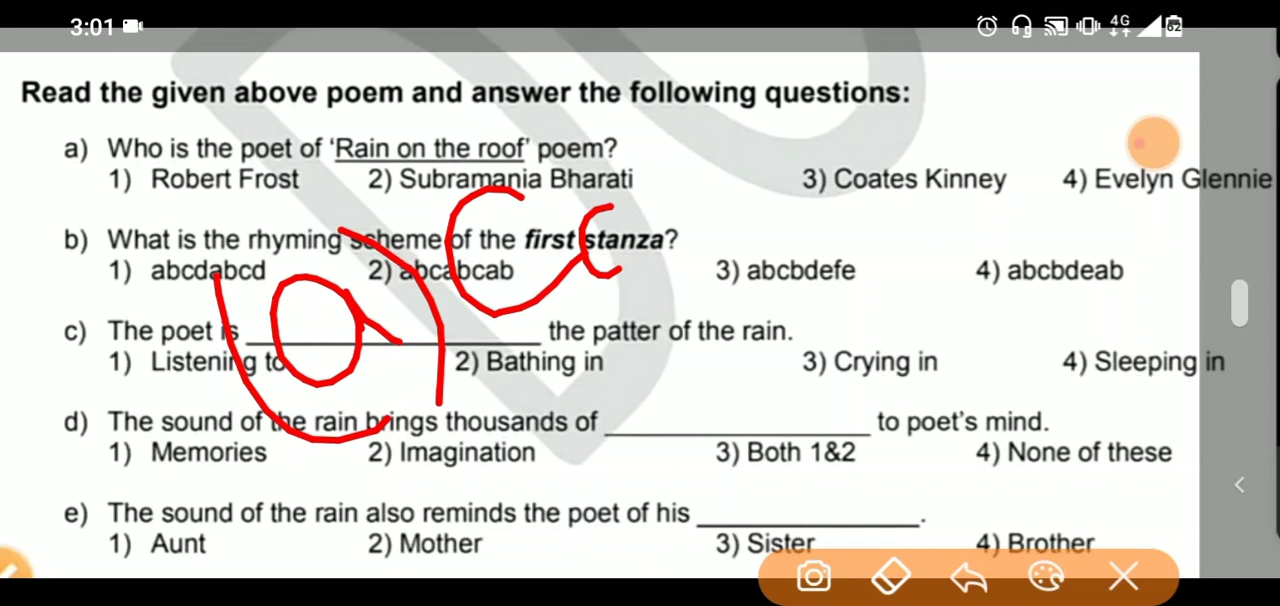 3:01 4G 62
Read the given above poem and answer the following questions:
a) Who is the poet of ‘Rain on the roof’ poem?
1) Robert Frost 2) Subramania Bharati 3) Coates Kinney 4) Evelyn Glennie
b) What is the rhyming scheme of the first stanza?
1) abcdabcd 2) abcabcab 3) abcbdefe 4) abcbdeab
c) The poet is ____________________ the patter of the rain.
1) Listening to 2) Bathing in 3) Crying in 4) Sleeping in
d) The sound of the rain brings thousands of __________________ to poet’s mind.
1) Memories 2) Imagination 3) Both 1&2 4) None of these
e) The sound of the rain also reminds the poet of his _______________.
1) Aunt 2) Mother 3) Sister 4) Brother